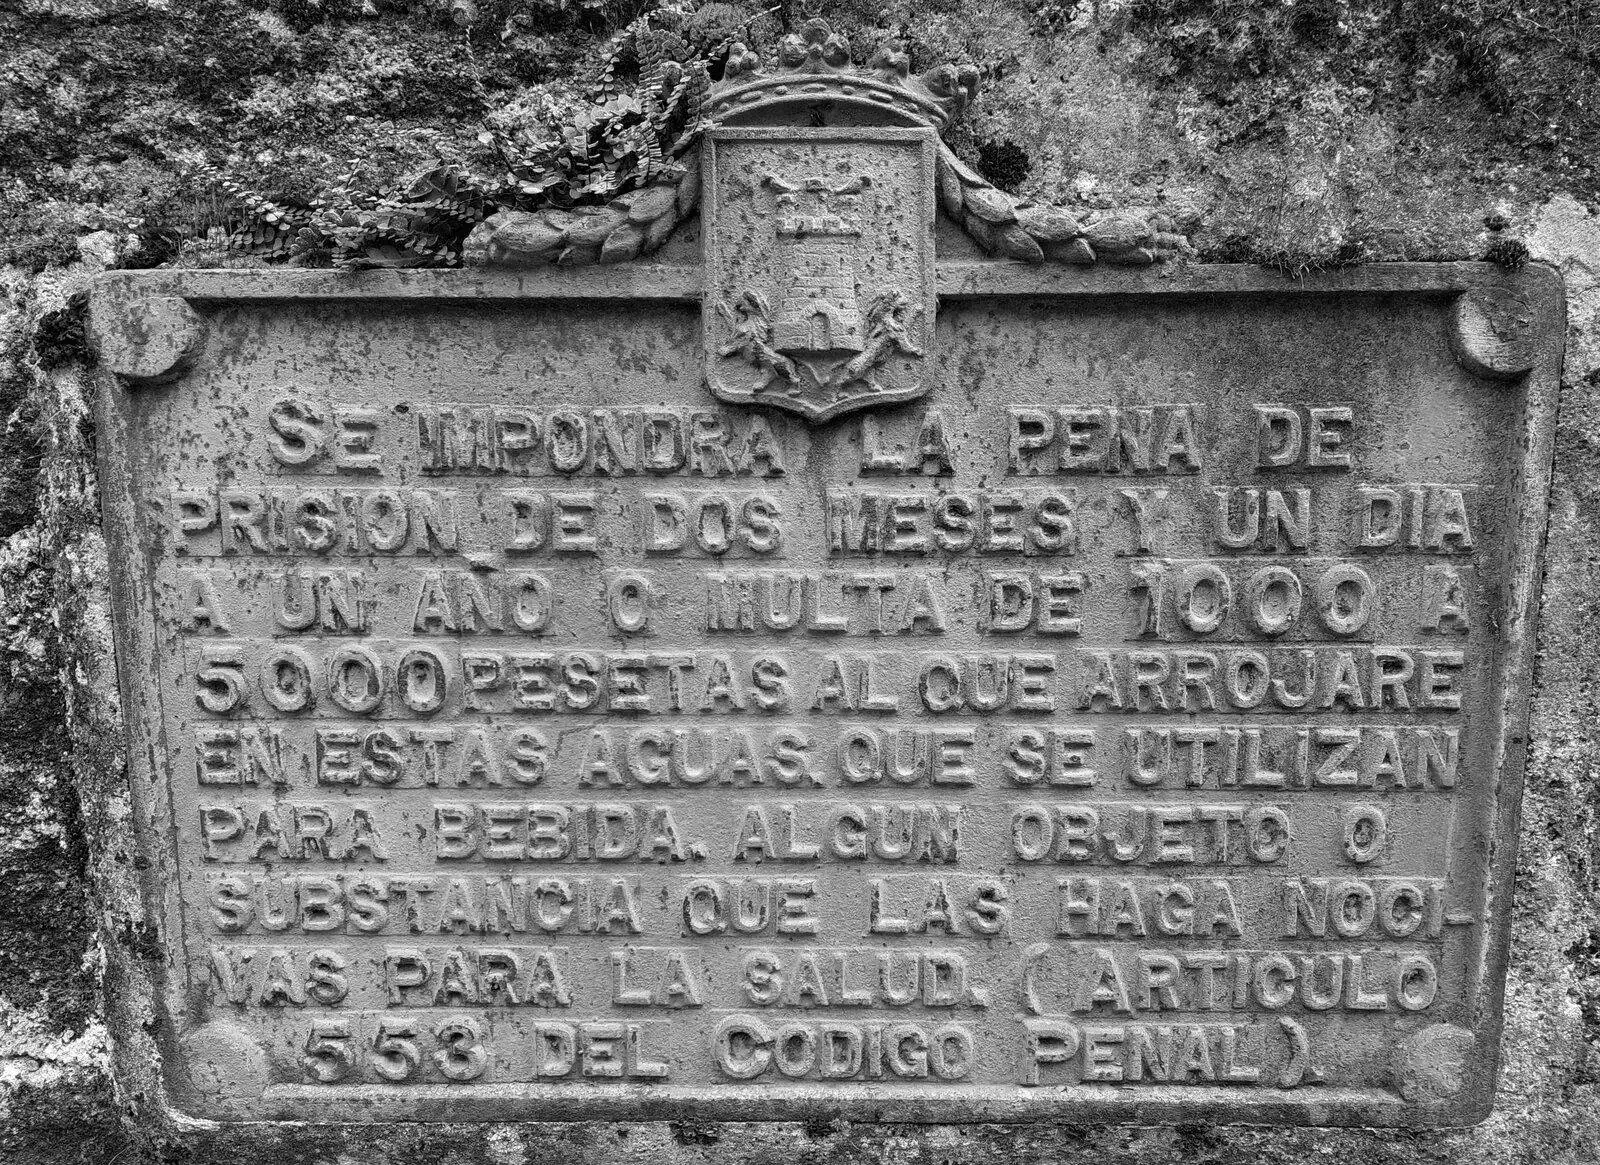 SE IMPONDRA LA PENA DE
PRISION DE DOS MESES Y UN DIA
A UN AÑO O MULTA DE 1000 A
5000 PESETAS AL QUE ARROJARE
EN ESTAS AGUAS, QUE SE UTILIZAN
PARA BEBIDA, ALGUN OBJETO O
SUBSTANCIA QUE LAS HAGA NOCI-
VAS PARA LA SALUD. (ARTICULO
553 DEL CODIGO PENAL).